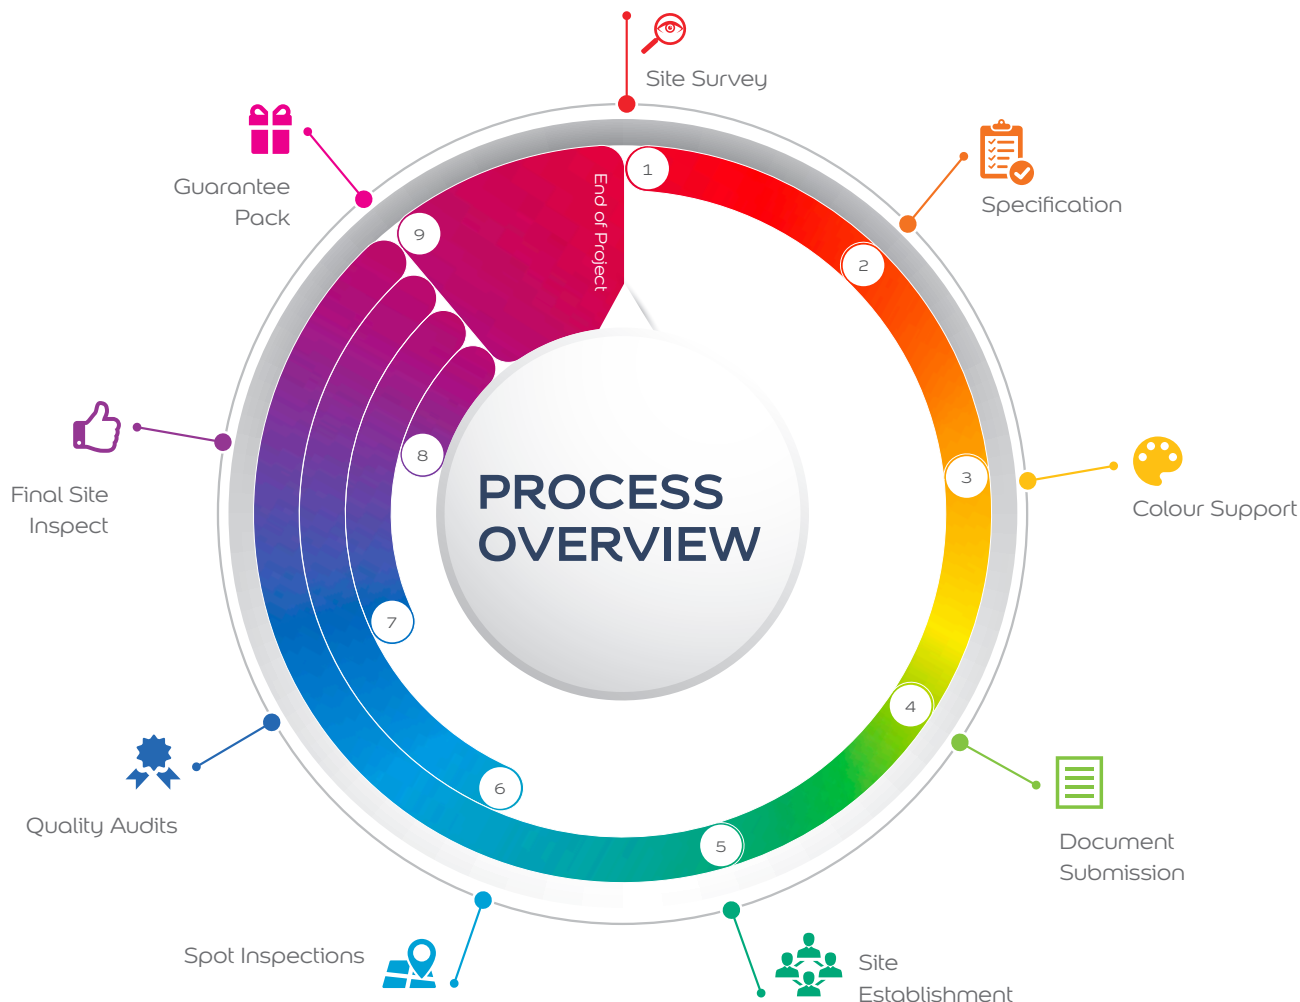 Site Survey
1
Specification
2
Colour Support
3
Document
Submission
4
Site
Establishment
5
Spot Inspections
6
Quality Audits
7
Final Site
Inspect
8
Guarantee
Pack
9
End of Project
PROCESS
OVERVIEW